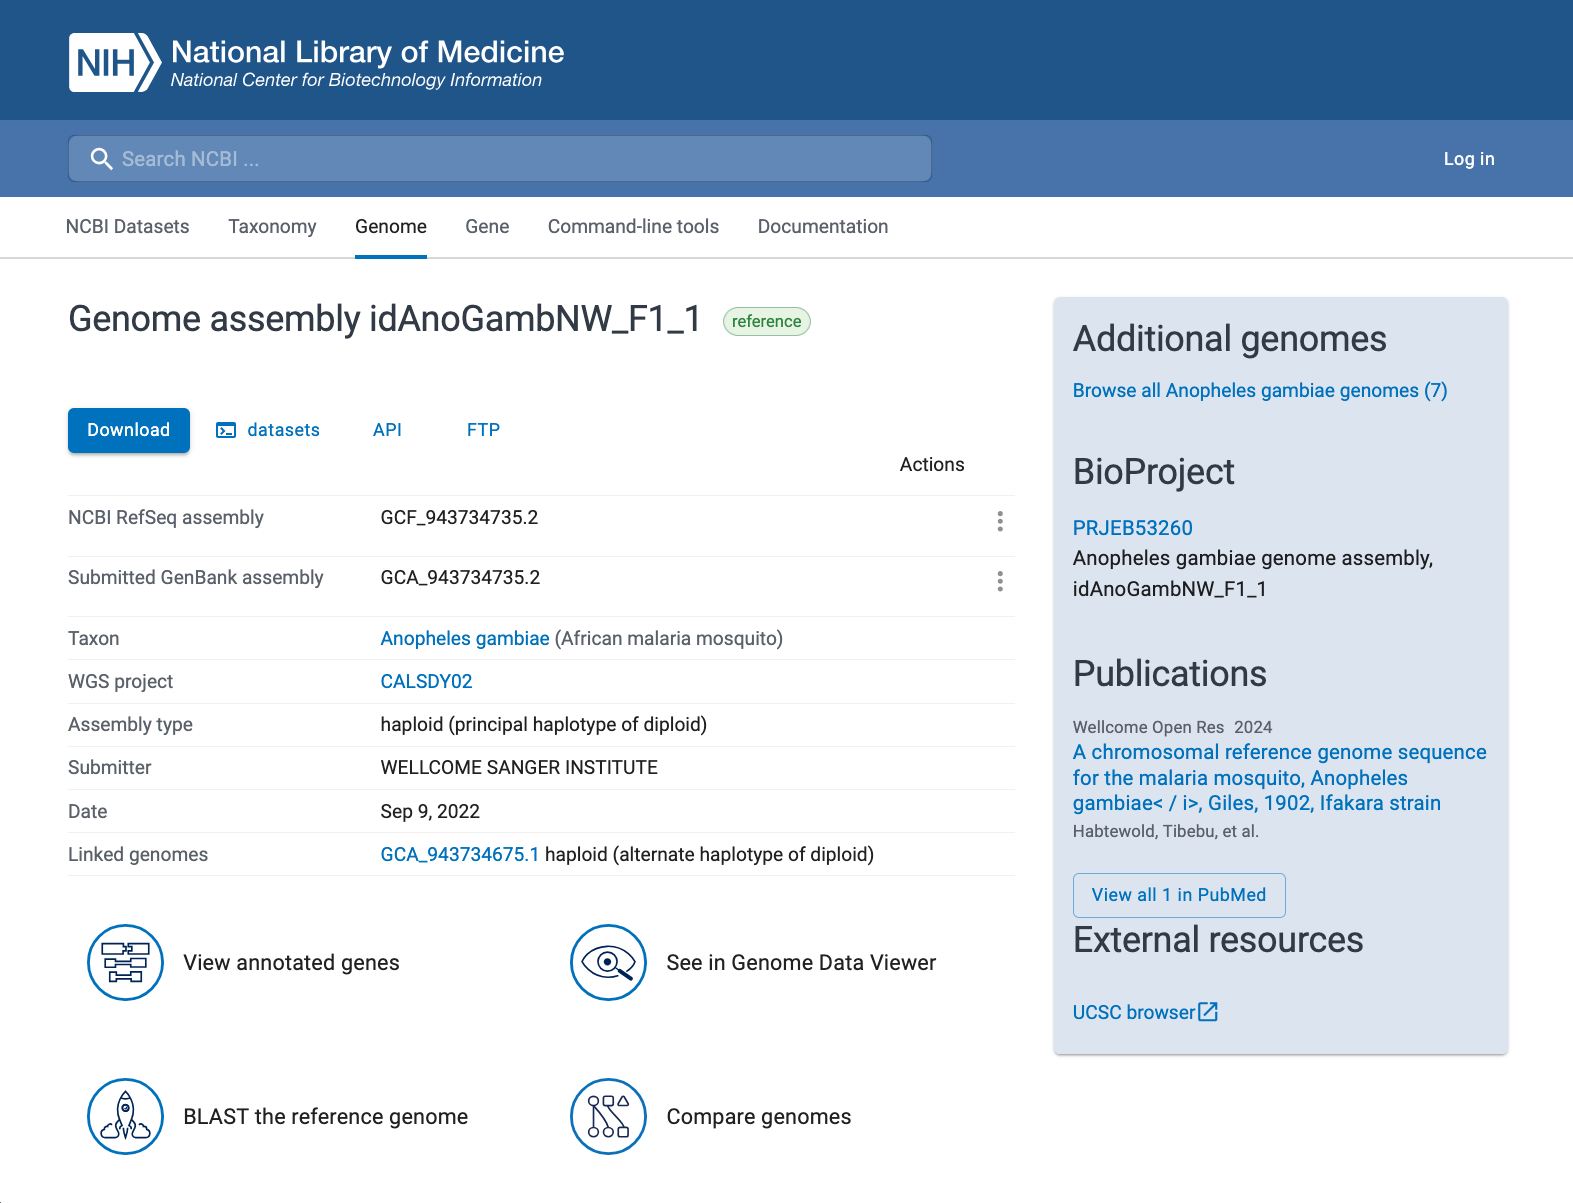 NIH National Library of Medicine
National Center for Biotechnology Information
Search NCBI ...
Log in
NCBI Datasets Taxonomy Genome Gene Command-line tools Documentation
Genome assembly idAnoGambNW_F1_1 reference
Download datasets API FTP
Actions
NCBI RefSeq assembly GCF_943734735.2
Submitted GenBank assembly GCA_943734735.2
Taxon Anopheles gambiae (African malaria mosquito)
WGS project CALSDY02
Assembly type haploid (principal haplotype of diploid)
Submitter WELLCOME SANGER INSTITUTE
Date Sep 9, 2022
Linked genomes GCA_943734675.1 haploid (alternate haplotype of diploid)
View annotated genes
See in Genome Data Viewer
BLAST the reference genome
Compare genomes
Additional genomes
Browse all Anopheles gambiae genomes (7)
BioProject
PRJEB53260
Anopheles gambiae genome assembly,
idAnoGambNW_F1_1
Publications
Wellcome Open Res 2024
A chromosomal reference genome sequence
for the malaria mosquito, Anopheles
gambiae< / i>, Giles, 1902, Ifakara strain
Habtewold, Tibebu, et al.
View all 1 in PubMed
External resources
UCSC browser